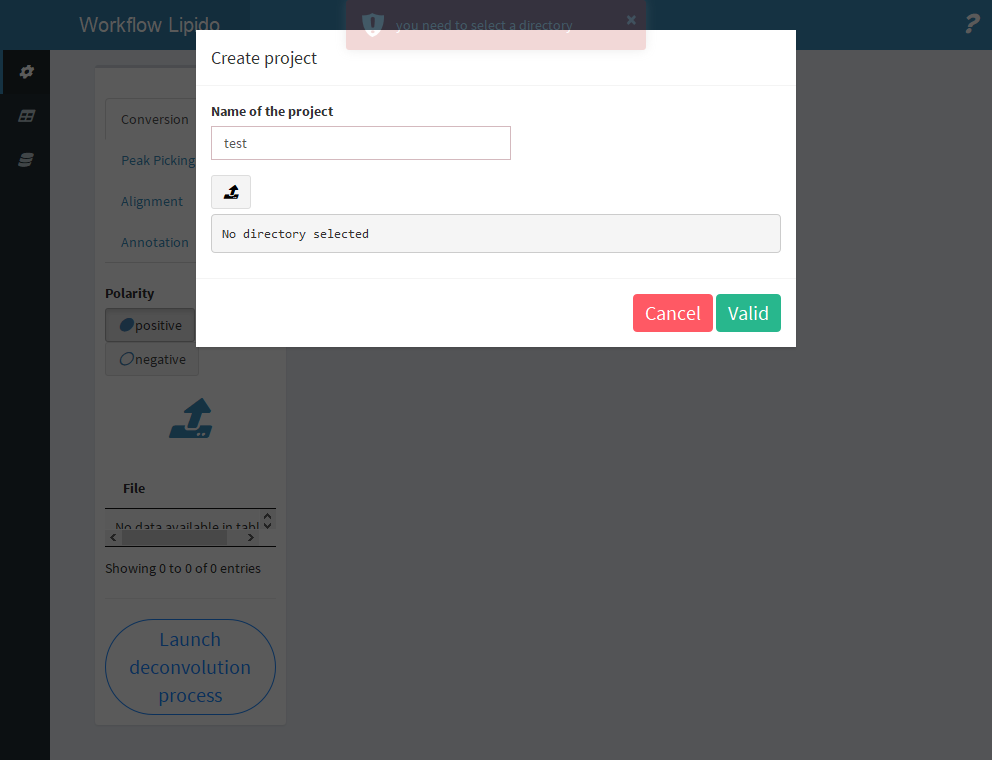 Workflow Lipido
you need to select a directory
×
?
Create project
Name of the project
test
No directory selected
Cancel
Valid
Conversion
Peak Picking
Alignment
Annotation
Polarity
positive
negative
File
No data available in tabl
Showing 0 to 0 of 0 entries
Launch
deconvolution
process